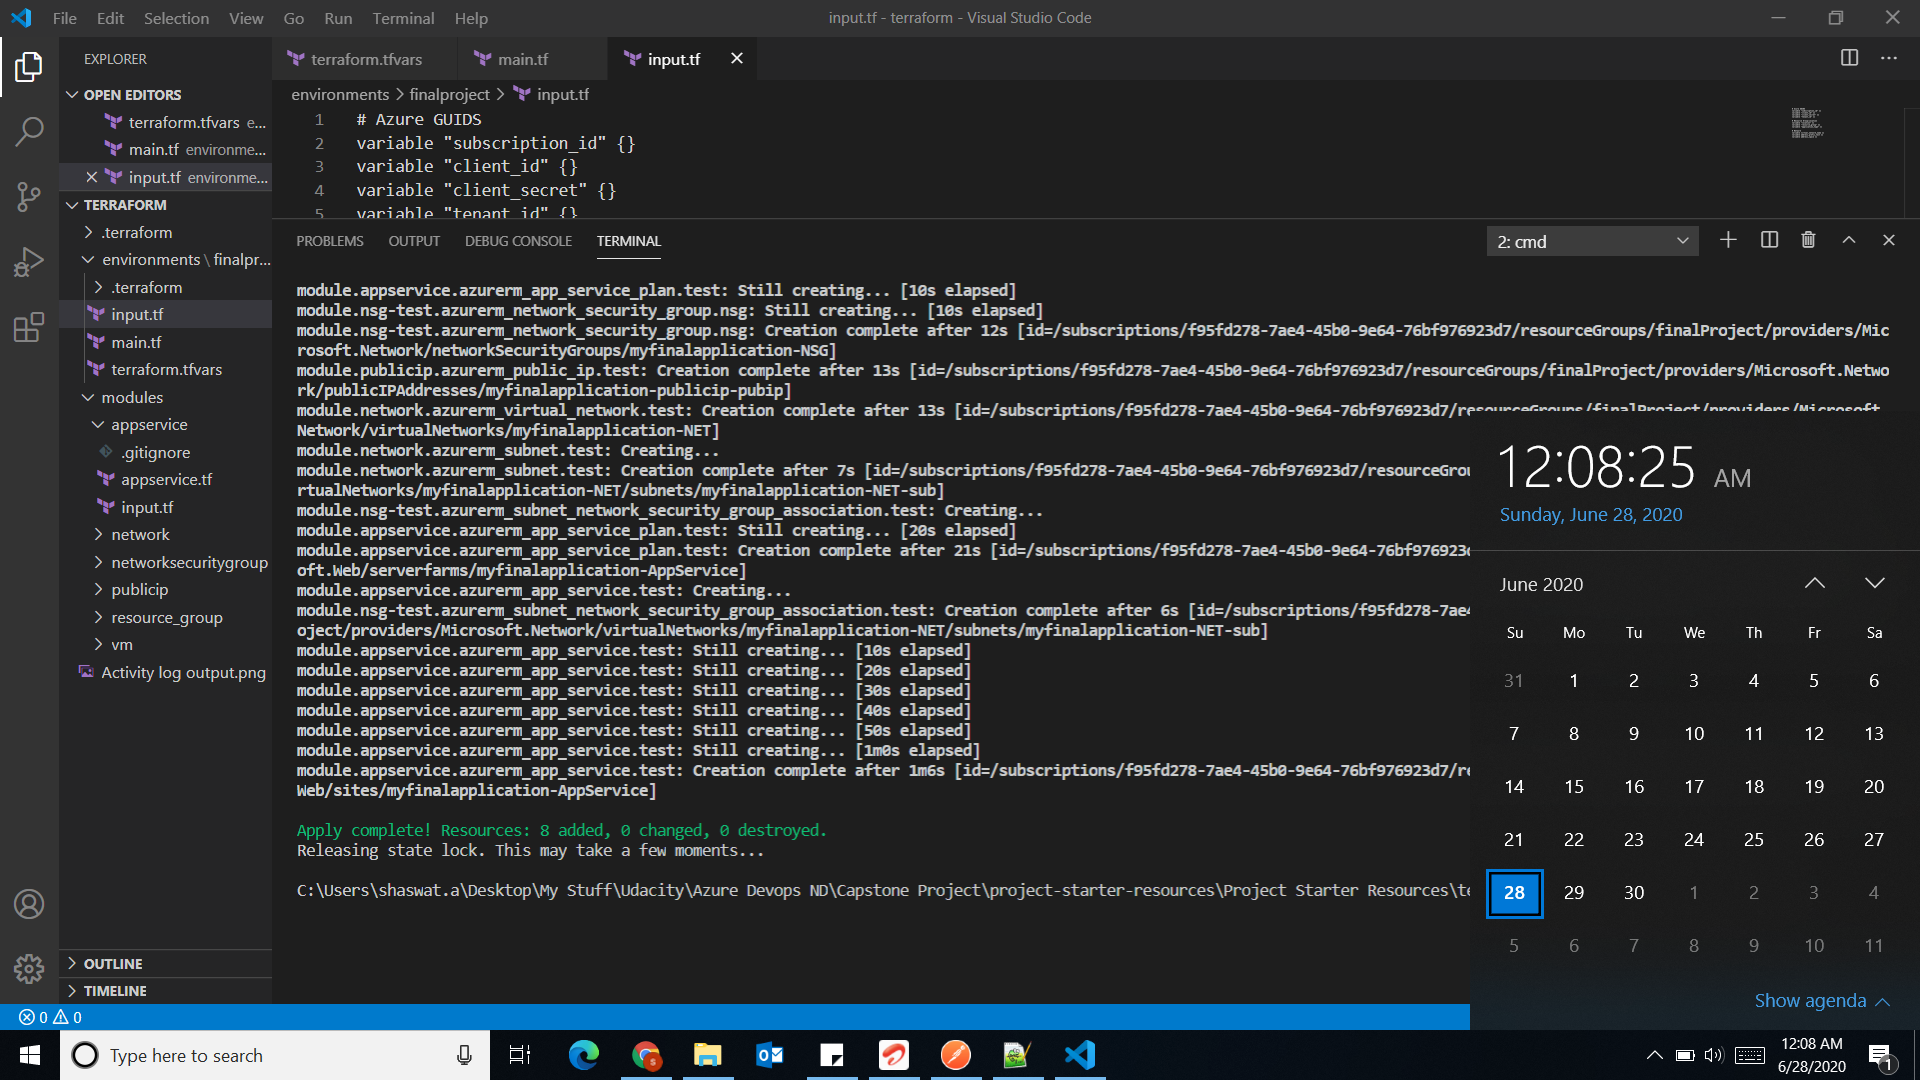 File Edit Selection View Go Run Terminal Help
input.tf - terraform - Visual Studio Code
EXPLORER
OPEN EDITORS
terraform.tfvars e...
main.tf environme...
input.tf environme...
TERRAFORM
.terraform
environments \ finalpr...
.terraform
input.tf
main.tf
terraform.tfvars
modules
appservice
.gitignore
appservice.tf
input.tf
network
networksecuritygroup
publicip
resource_group
vm
Activity log output.png
OUTLINE
TIMELINE
terraform.tfvars main.tf input.tf
environments > finalproject > input.tf
1 # Azure GUIDS
2 variable "subscription_id" {}
3 variable "client_id" {}
4 variable "client_secret" {}
5 variable "tenant_id" {}
PROBLEMS OUTPUT DEBUG CONSOLE TERMINAL
2: cmd
module.appservice.azurerm_app_service_plan.test: Still creating... [10s elapsed]
module.nsg-test.azurerm_network_security_group.nsg: Still creating... [10s elapsed]
module.nsg-test.azurerm_network_security_group.nsg: Creation complete after 12s [id=/subscriptions/f95fd278-7ae4-45b0-9e64-76bf976923d7/resourceGroups/finalProject/providers/Mic
rosoft.Network/networkSecurityGroups/myfinalapplication-NSG]
module.publicip.azurerm_public_ip.test: Creation complete after 13s [id=/subscriptions/f95fd278-7ae4-45b0-9e64-76bf976923d7/resourceGroups/finalProject/providers/Microsoft.Netwo
rk/publicIPAddresses/myfinalapplication-publicip-pubip]
module.network.azurerm_virtual_network.test: Creation complete after 13s [id=/subscriptions/f95fd278-7ae4-45b0-9e64-76bf976923d7/resourceGroups/finalProject/providers/Microsoft.
Network/virtualNetworks/myfinalapplication-NET]
module.network.azurerm_subnet.test: Creating...
module.network.azurerm_subnet.test: Creation complete after 7s [id=/subscriptions/f95fd278-7ae4-45b0-9e64-76bf976923d7/resourceGrou
rtualNetworks/myfinalapplication-NET/subnets/myfinalapplication-NET-sub]
module.nsg-test.azurerm_subnet_network_security_group_association.test: Creating...
module.appservice.azurerm_app_service_plan.test: Still creating... [20s elapsed]
module.appservice.azurerm_app_service_plan.test: Creation complete after 21s [id=/subscriptions/f95fd278-7ae4-45b0-9e64-76bf976923d
oft.Web/serverfarms/myfinalapplication-AppService]
module.appservice.azurerm_app_service.test: Creating...
module.nsg-test.azurerm_subnet_network_security_group_association.test: Creation complete after 6s [id=/subscriptions/f95fd278-7ae4
oject/providers/Microsoft.Network/virtualNetworks/myfinalapplication-NET/subnets/myfinalapplication-NET-sub]
module.appservice.azurerm_app_service.test: Still creating... [10s elapsed]
module.appservice.azurerm_app_service.test: Still creating... [20s elapsed]
module.appservice.azurerm_app_service.test: Still creating... [30s elapsed]
module.appservice.azurerm_app_service.test: Still creating... [40s elapsed]
module.appservice.azurerm_app_service.test: Still creating... [50s elapsed]
module.appservice.azurerm_app_service.test: Still creating... [1m0s elapsed]
module.appservice.azurerm_app_service.test: Creation complete after 1m6s [id=/subscriptions/f95fd278-7ae4-45b0-9e64-76bf976923d7/re
Web/sites/myfinalapplication-AppService]
Apply complete! Resources: 8 added, 0 changed, 0 destroyed.
Releasing state lock. This may take a few moments...
C:\Users\shaswat.a\Desktop\My Stuff\Udacity\Azure Devops ND\Capstone Project\project-starter-resources\Project Starter Resources\te
12:08:25 AM
Sunday, June 28, 2020
June 2020
Su Mo Tu We Th Fr Sa
31 1 2 3 4 5 6
7 8 9 10 11 12 13
14 15 16 17 18 19 20
21 22 23 24 25 26 27
28 29 30 1 2 3 4
5 6 7 8 9 10 11
Show agenda
0 0
Type here to search
12:08 AM
6/28/2020
1